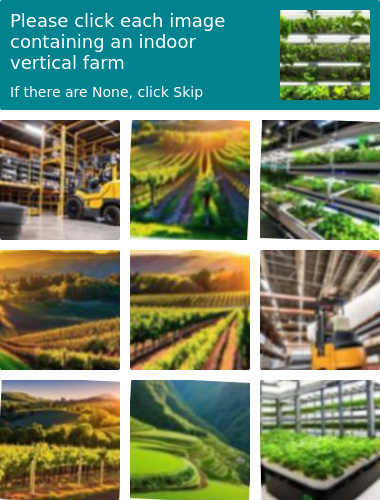 Please click each image
containing an indoor
vertical farm
If there are None, click Skip